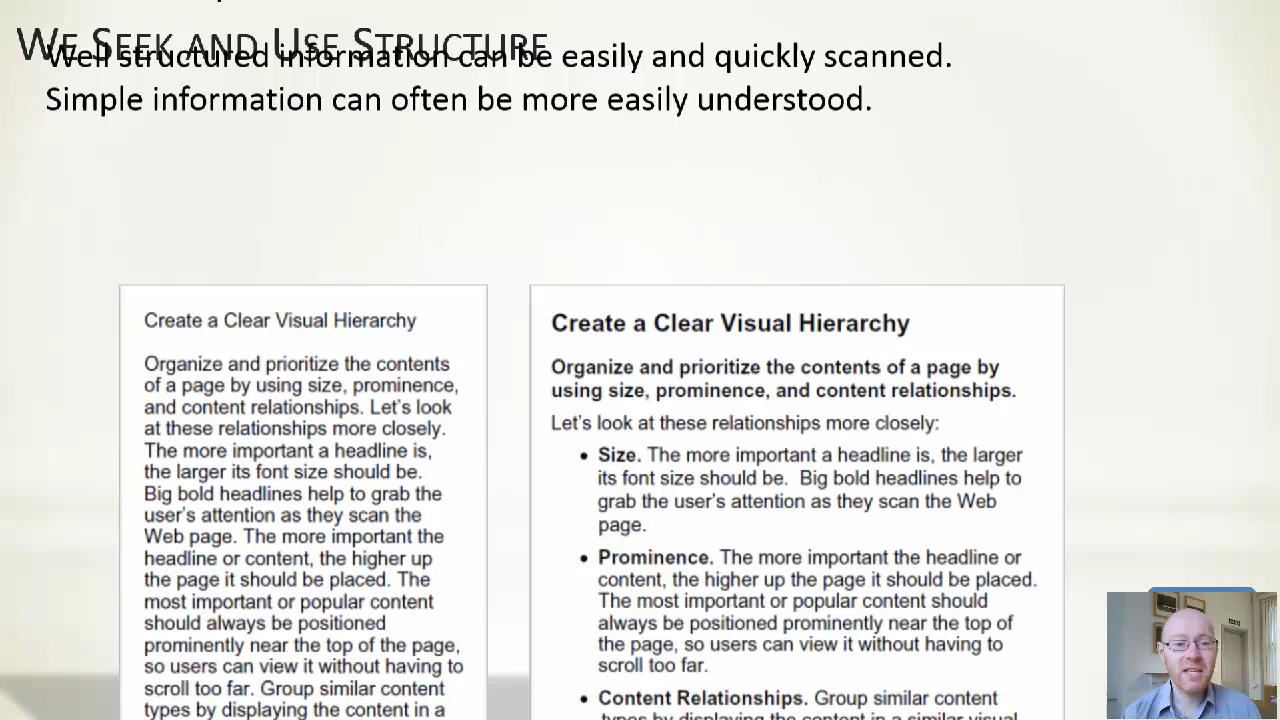 We Seek and Use Structure
Well structured information can be easily and quickly scanned.
Simple information can often be more easily understood.
Create a Clear Visual Hierarchy
Organize and prioritize the contents
of a page by using size, prominence,
and content relationships. Let's look
at these relationships more closely.
The more important a headline is,
the larger its font size should be.
Big bold headlines help to grab the
user's attention as they scan the
Web page. The more important the
headline or content, the higher up
the page it should be placed. The
most important or popular content
should always be positioned
prominently near the top of the page,
so users can view it without having to
scroll too far. Group similar content
types by displaying the content in a
Create a Clear Visual Hierarchy
Organize and prioritize the contents of a page by
using size, prominence, and content relationships.
Let's look at these relationships more closely:
• Size. The more important a headline is, the larger
its font size should be. Big bold headlines help to
grab the user's attention as they scan the Web
page.
• Prominence. The more important the headline or
content, the higher up the page it should be placed.
The most important or popular content should
always be positioned prominently near the top of
the page, so users can view it without having to
scroll too far.
• Content Relationships. Group similar content
types by displaying the content in a similar visual